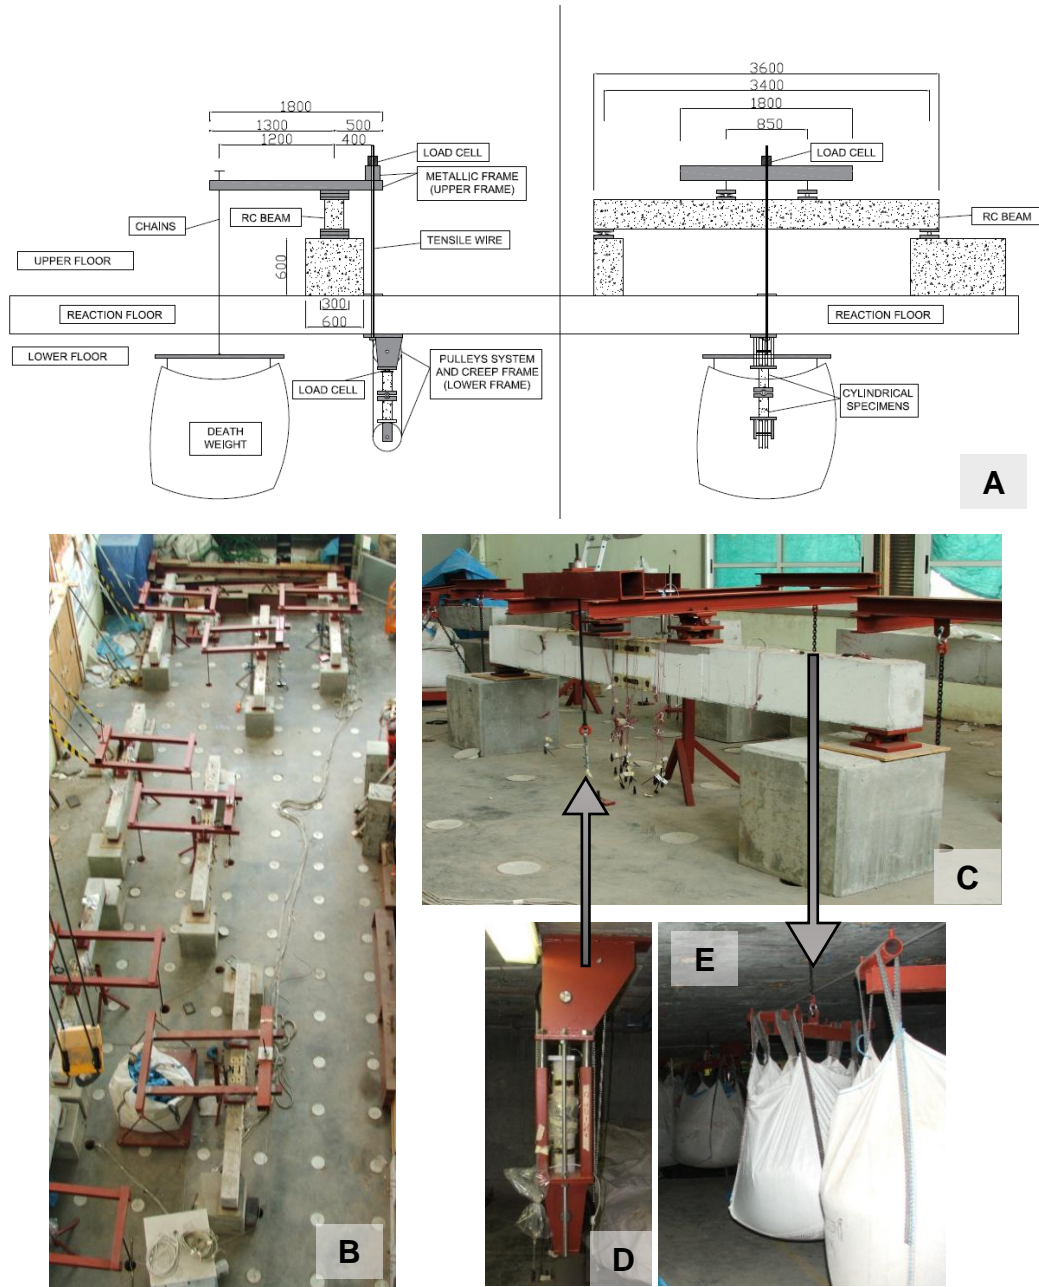 1800
1300 500
1200 400
LOAD CELL
METALLIC FRAME
(UPPER FRAME)
CHAINS
RC BEAM
TENSILE WIRE
UPPER FLOOR
600
300
600
REACTION FLOOR
LOWER FLOOR
LOAD CELL
PULLEYS SYSTEM
AND CREEP FRAME
(LOWER FRAME)
DEATH
WEIGHT
3600
3400
1800
850
LOAD CELL
RC BEAM
REACTION FLOOR
CYLINDRICAL
SPECIMENS
A
B
C
D
E